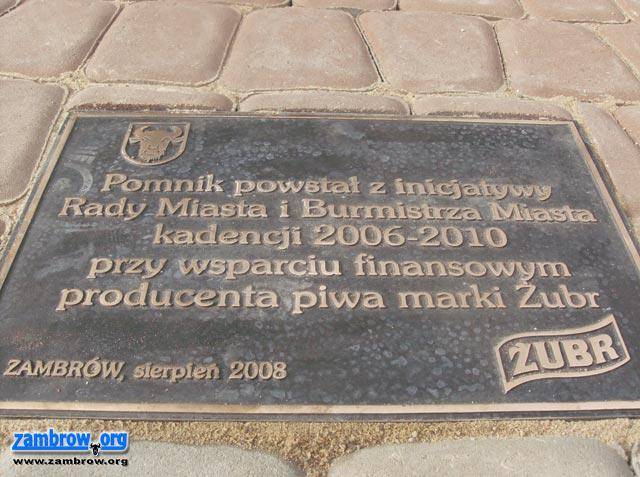 Pomnik powstał z inicjatywy
Rady Miasta i Burmistrza Miasta
kadencji 2006-2010
przy wsparciu finansowym
producenta piwa marki Żubr
ŻUBR
ZAMBRÓW, sierpień 2008
zambrow.org
www.zambrow.org